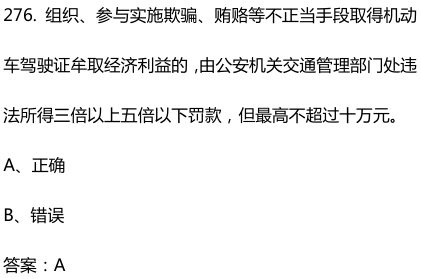 276. 组织、参与实施欺骗、贿赂等不正当手段取得机动
车驾驶证牟取经济利益的，由公安机关交通管理部门处违
法所得三倍以上五倍以下罚款，但最高不超过十万元。
A、正确
B、错误
答案：A